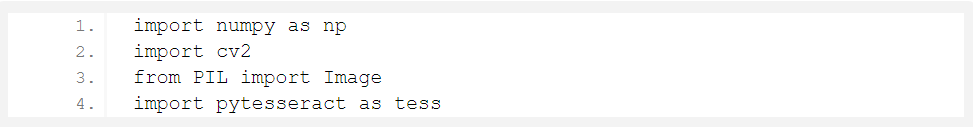 1. import numpy as np
2. import cv2
3. from PIL import Image
4. import pytesseract as tess